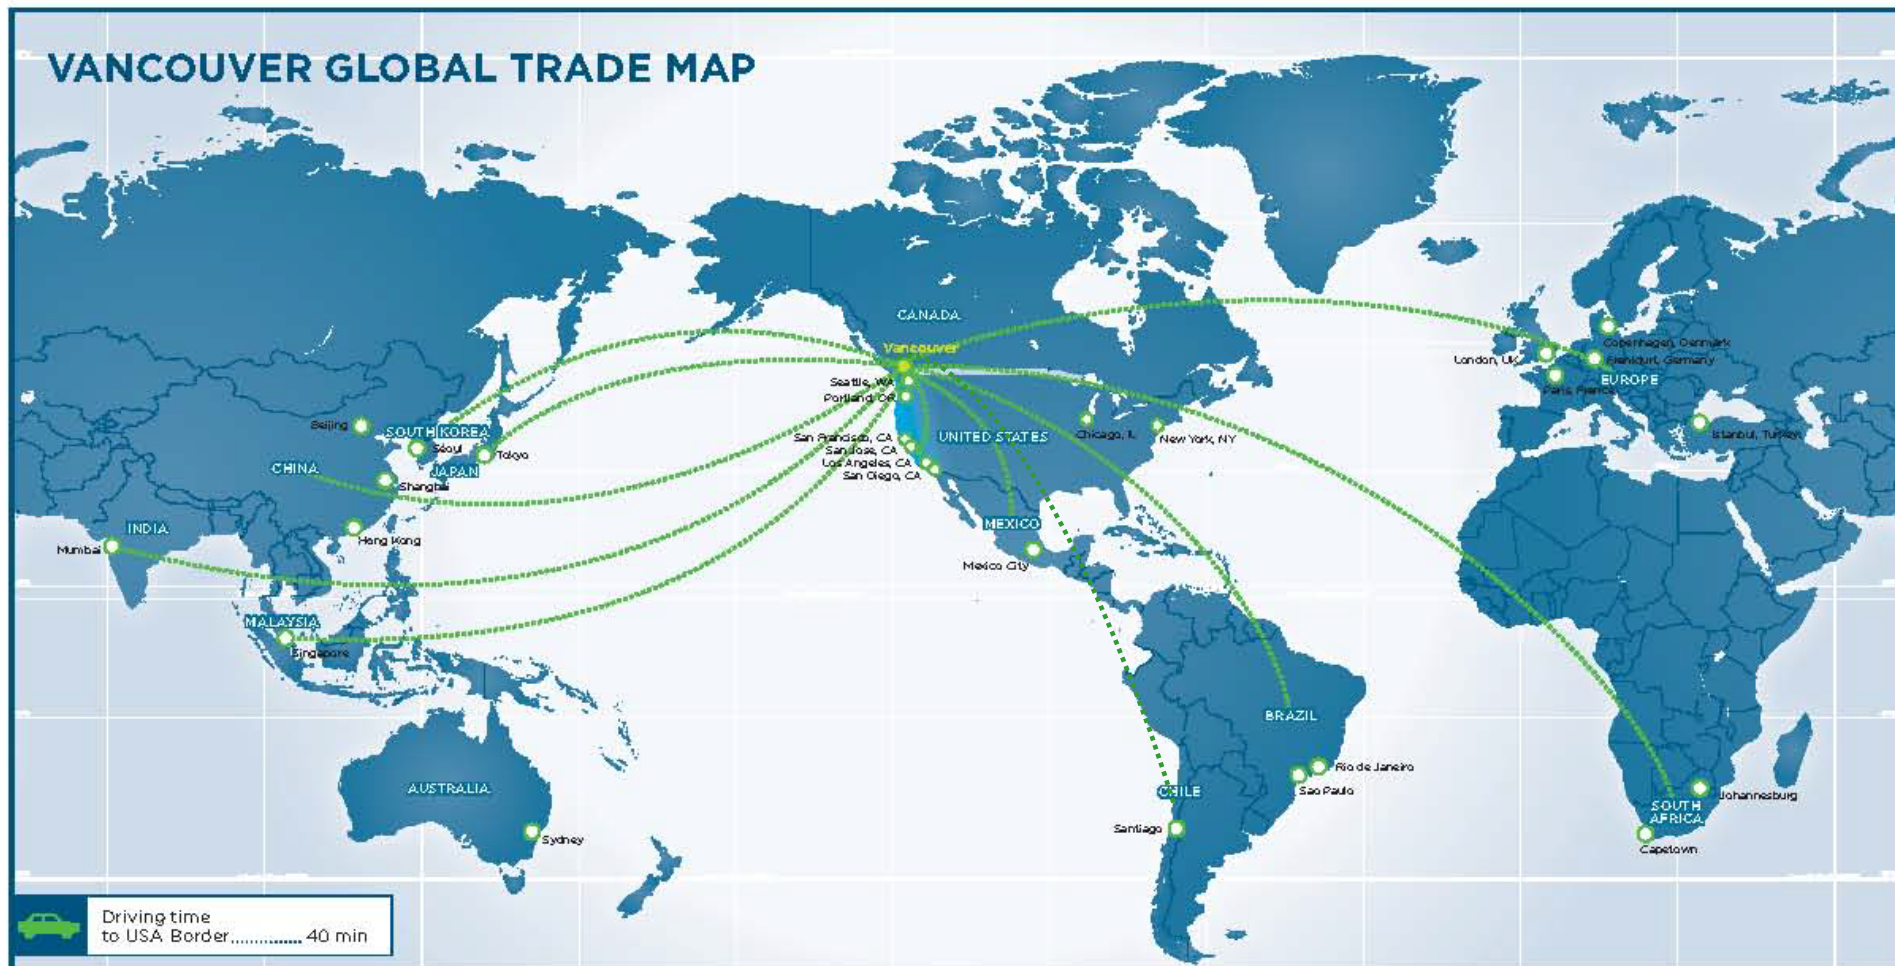 VANCOUVER GLOBAL TRADE MAP
CANADA
Vancouver
Seattle, WA
Portland, OR
San Francisco, CA
San Jose, CA
Los Angeles, CA
San Diego, CA
UNITED STATES
Chicago, IL
New York, NY
London, UK
Copenhagen, Denmark
Frankfurt, Germany
Paris, France
EUROPE
Istanbul, Turkey
Beijing
SOUTH KOREA
Seoul
JAPAN
Tokyo
CHINA
Shanghai
INDIA
Mumbai
Hong Kong
MALAYSIA
Singapore
MEXICO
Mexico City
BRAZIL
Rio de Janeiro
Sao Paulo
CHILE
Santiago
AUSTRALIA
Sydney
SOUTH
AFRICA
Johannesburg
Capetown
Driving time
to USA Border............. 40 min